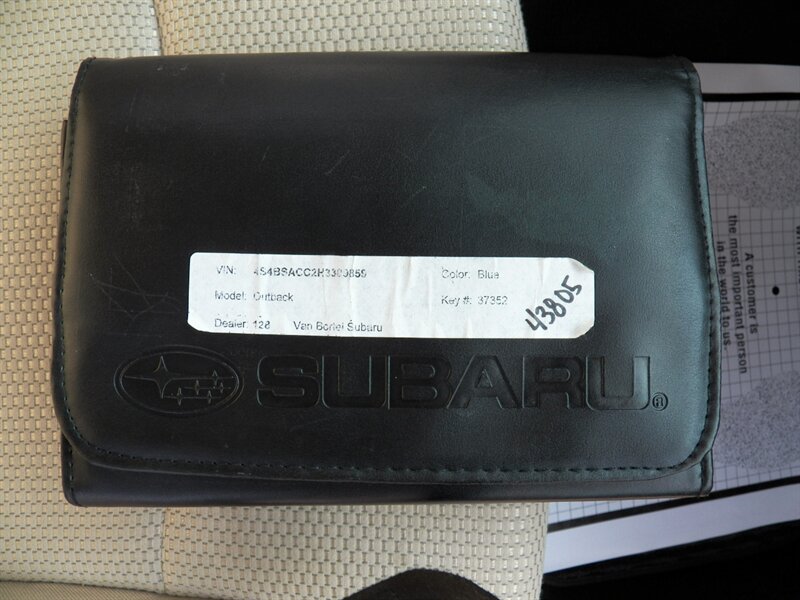 VIN: 4S4BSACC2H3309859 Color: Blue
Model: Outback Key #: 37352
Dealer: 128 Van Bortel Subaru
43805
SUBARU®
A customer is
the most important person
in the world to us.